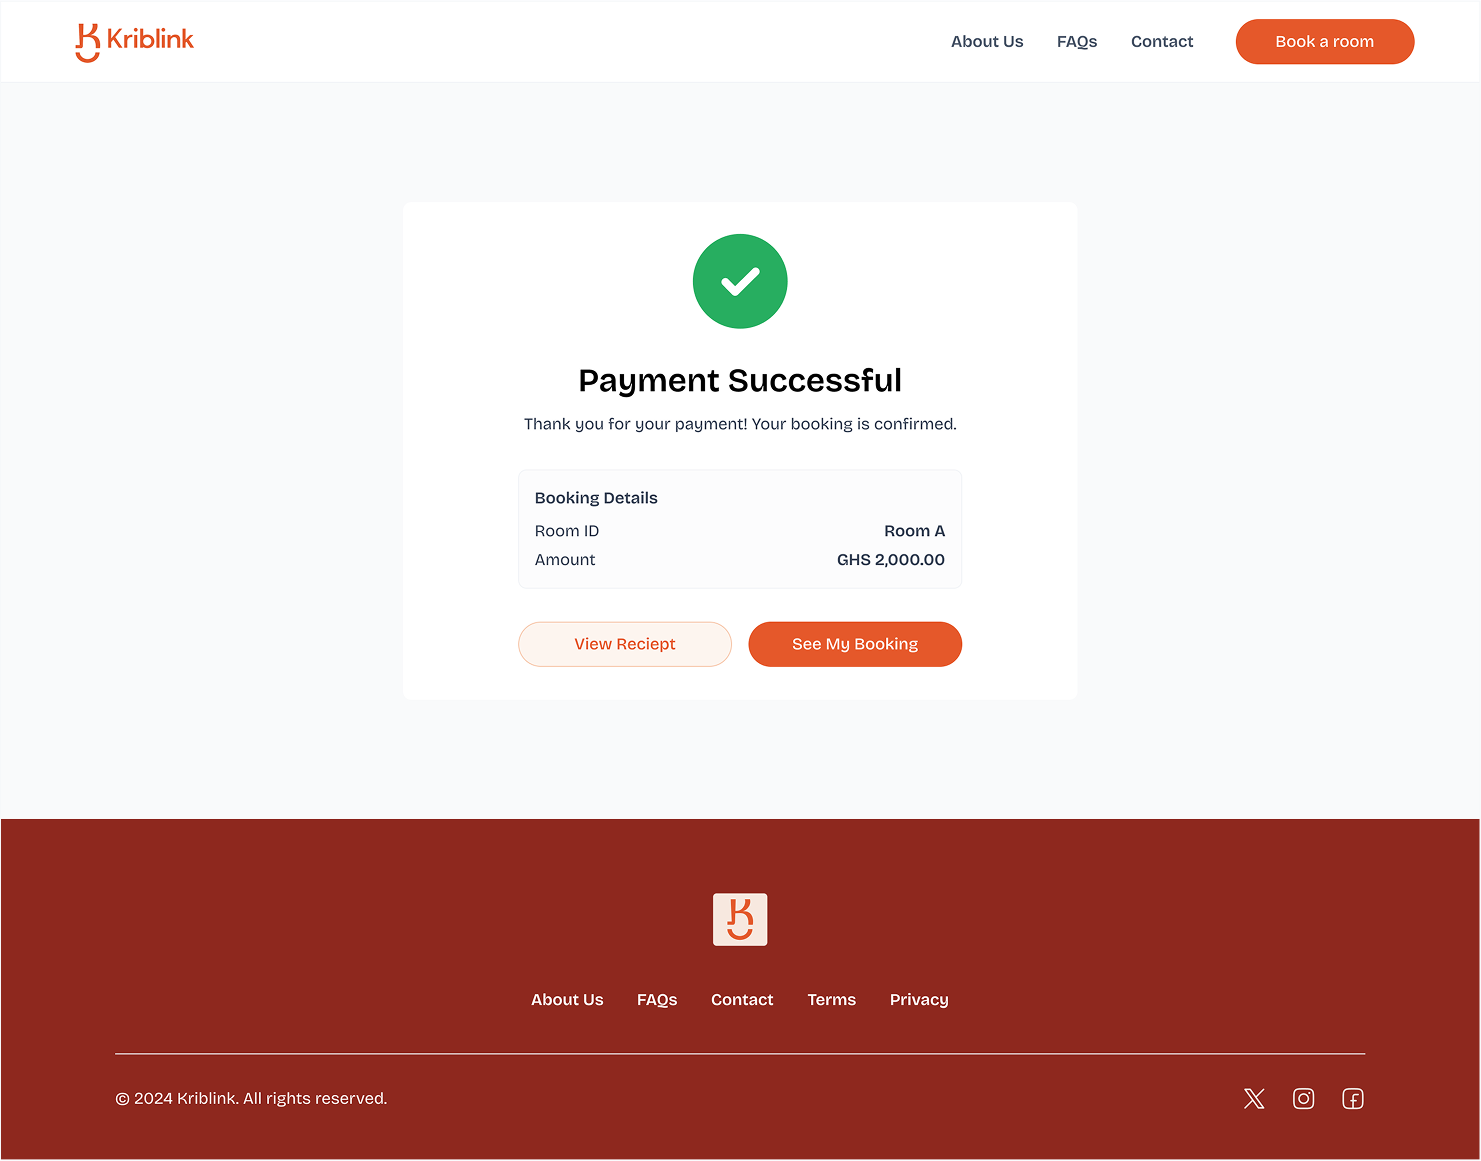 Kriblink
About Us FAQs Contact Book a room
Payment Successful
Thank you for your payment! Your booking is confirmed.
Booking Details
Room ID Room A
Amount GHS 2,000.00
View Reciept See My Booking
About Us FAQs Contact Terms Privacy
© 2024 Kriblink. All rights reserved.